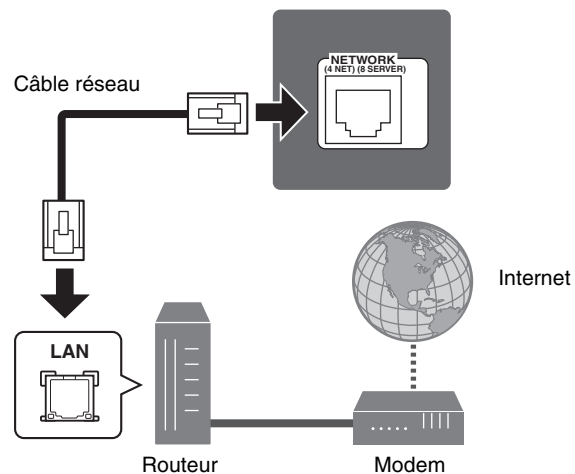 NETWORK
(4 NET) (8 SERVER)
Câble réseau
Internet
LAN
Routeur
Modem